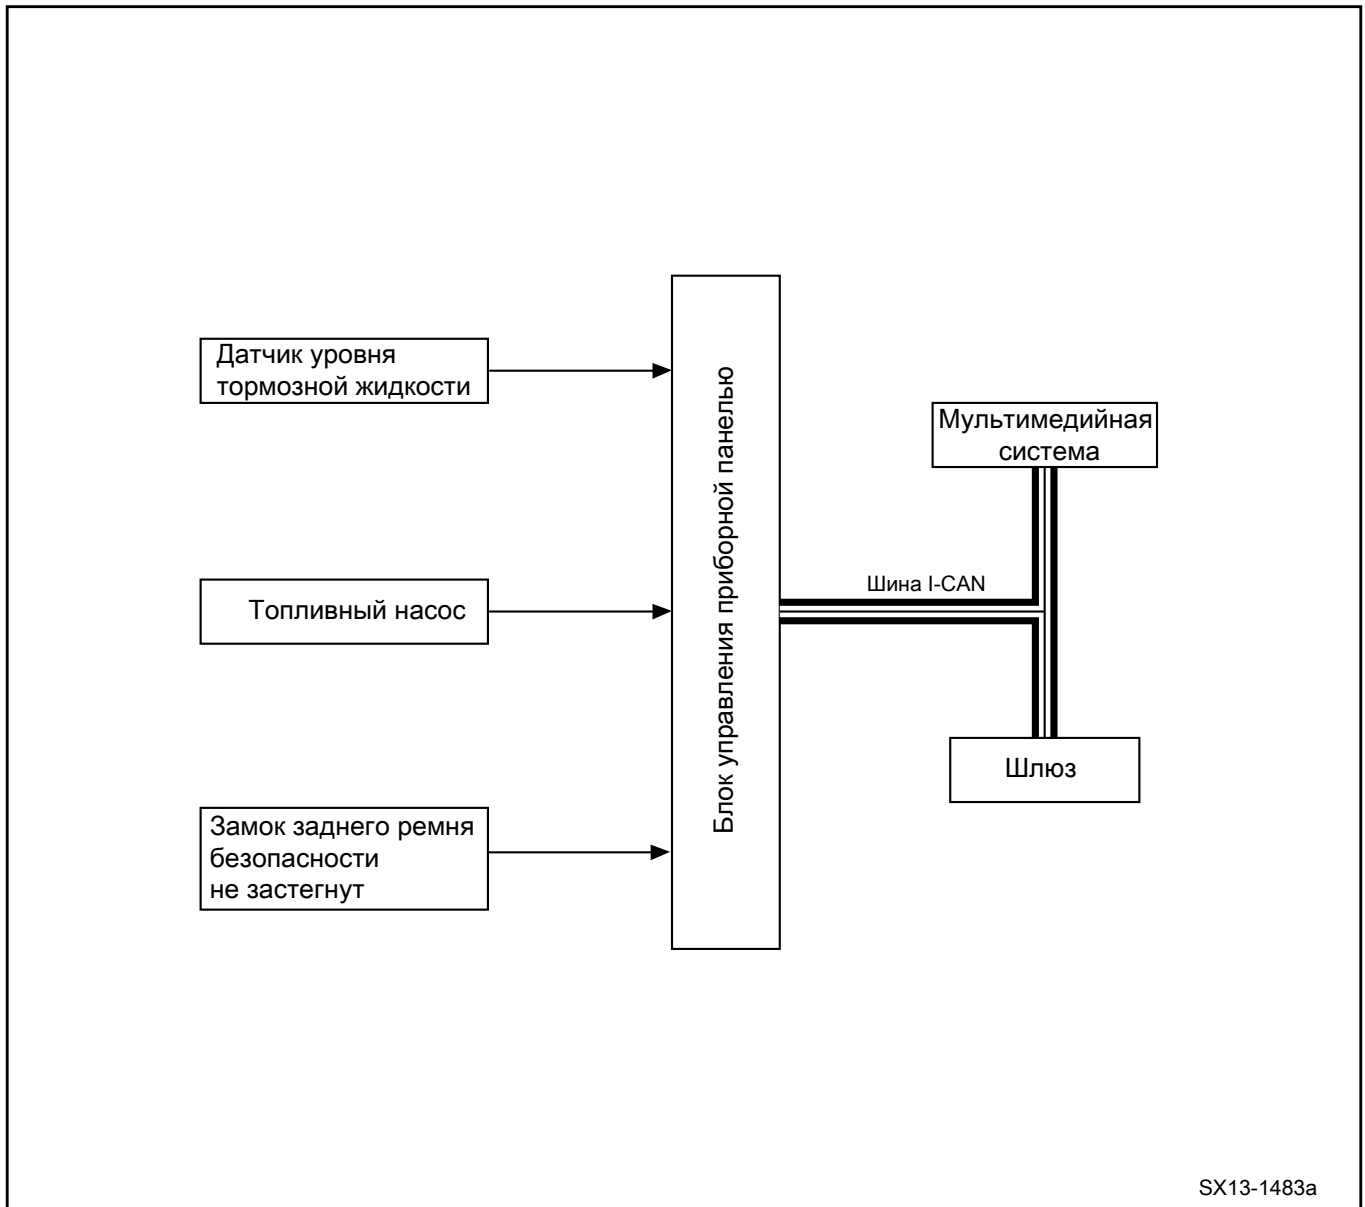 Датчик уровня
тормозной жидкости
Топливный насос
Замок заднего ремня
безопасности
не застегнут
Блок управления приборной панелью
Шина I-CAN
Мультимедийная
система
Шлюз
SX13-1483a